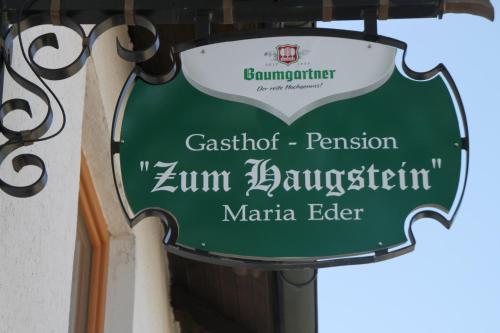 Baumgartner
Der reife Hochgenuss!
Gasthof - Pension
"Zum Haugstein"
Maria Eder